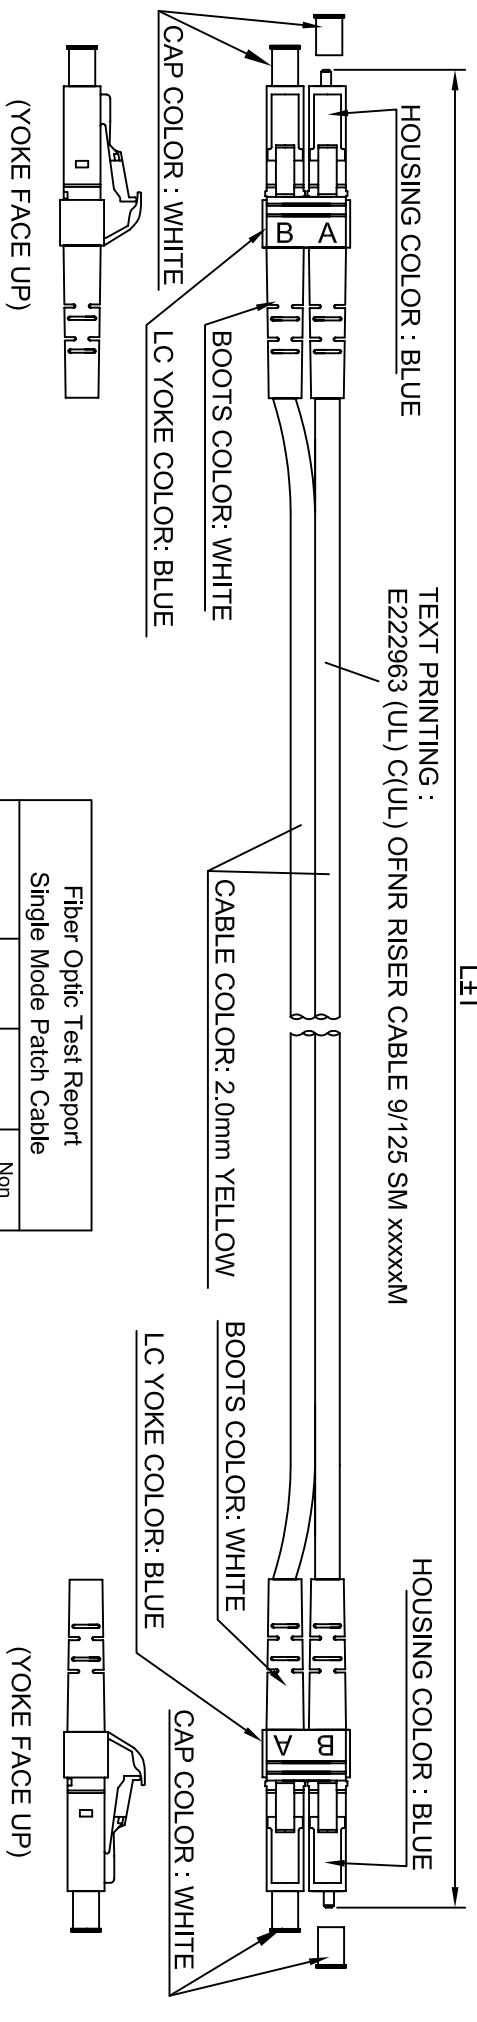 L±I
HOUSING COLOR : BLUE
HOUSING COLOR : BLUE
TEXT PRINTING :
E222963 (UL) C(UL) OFNR RISER CABLE 9/125 SM xxxxxM
A
B
B
A
CAP COLOR : WHITE
BOOTS COLOR: WHITE
LC YOKE COLOR: BLUE
CABLE COLOR: 2.0mm YELLOW
BOOTS COLOR: WHITE
LC YOKE COLOR: BLUE
CAP COLOR : WHITE
(YOKE FACE UP)
(YOKE FACE UP)
Fiber Optic Test Report
Single Mode Patch Cable
Non